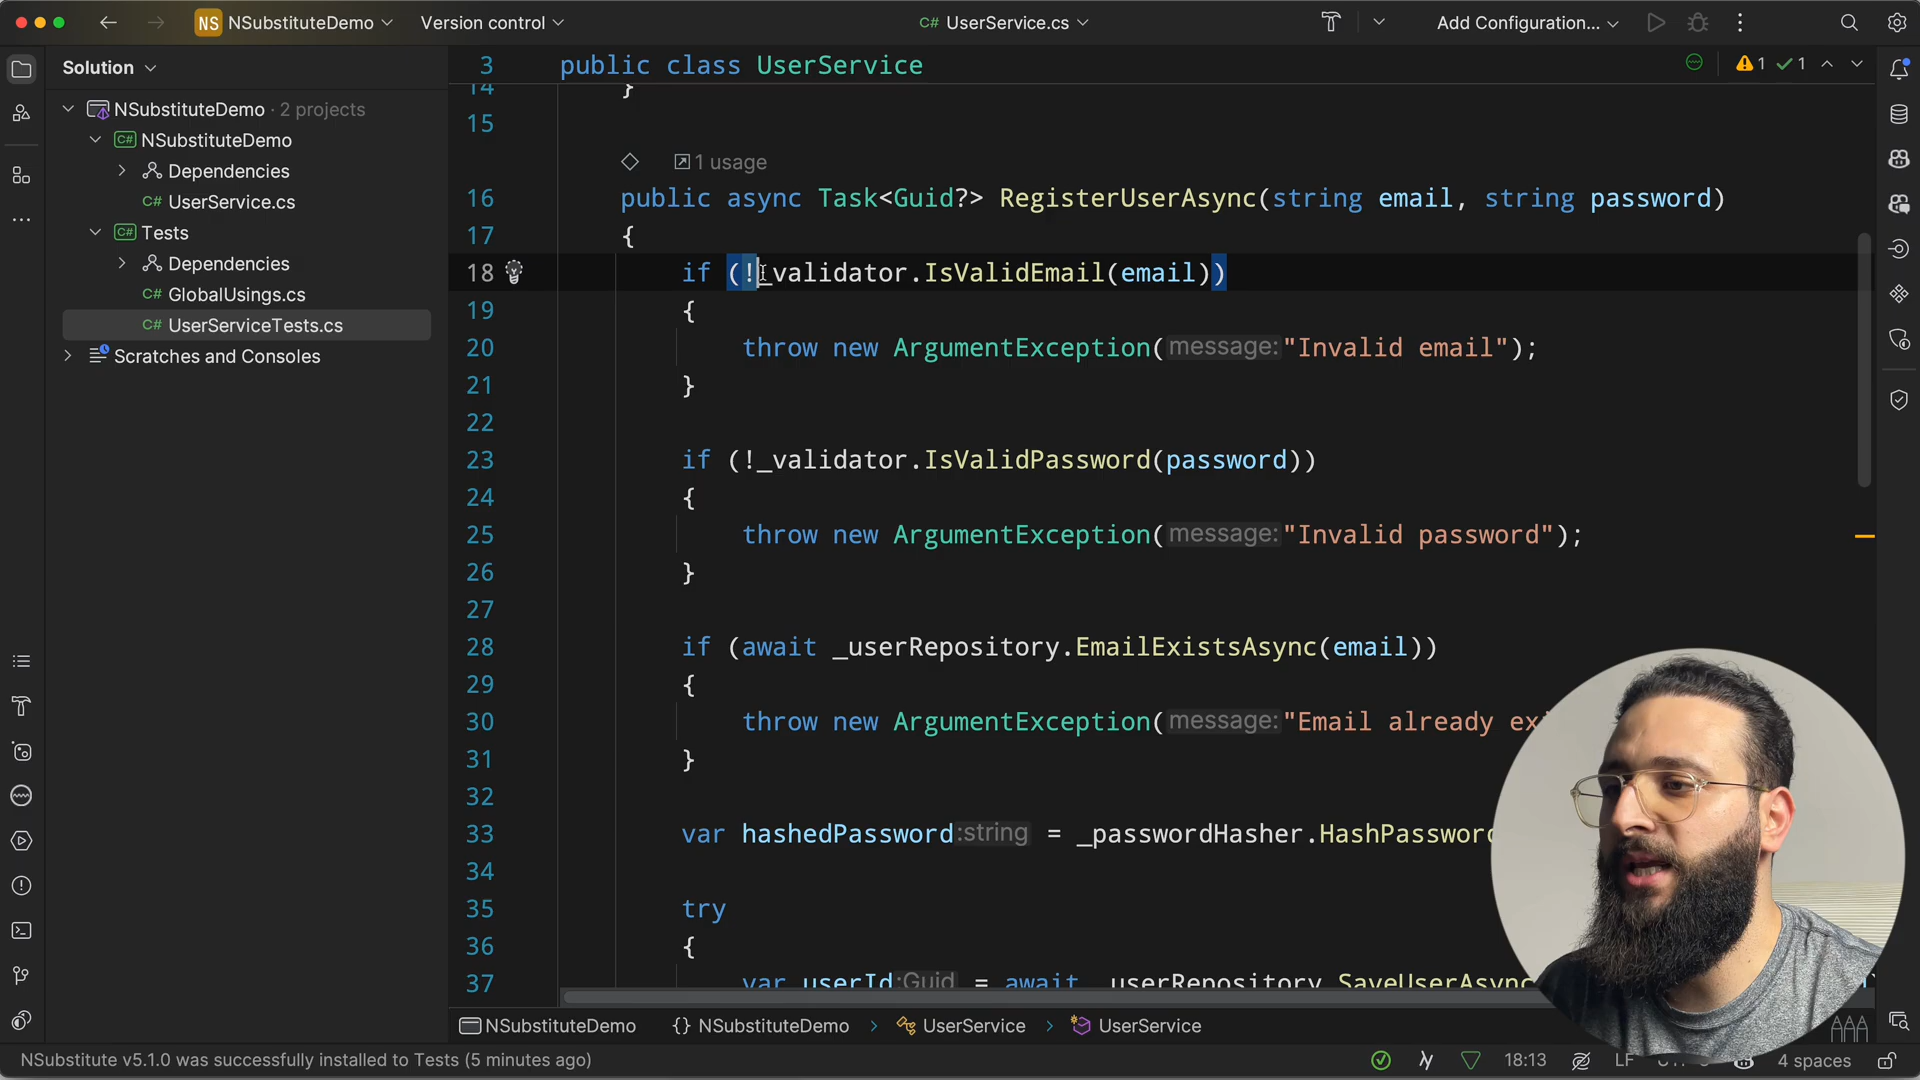 NS NSubstituteDemo Version control C# UserService.cs Add Configuration...
Solution
NSubstituteDemo · 2 projects
C# NSubstituteDemo
Dependencies
C# UserService.cs
C# Tests
Dependencies
C# GlobalUsings.cs
C# UserServiceTests.cs
Scratches and Consoles
3 public class UserService 1 1
14 }
15
1 usage
16 public async Task<Guid?> RegisterUserAsync(string email, string password)
17 {
18 if (!_validator.IsValidEmail(email))
19 {
20 throw new ArgumentException(message:"Invalid email");
21 }
22
23 if (!_validator.IsValidPassword(password))
24 {
25 throw new ArgumentException(message:"Invalid password");
26 }
27
28 if (await _userRepository.EmailExistsAsync(email))
29 {
30 throw new ArgumentException(message:"Email already
31 }
32
33 var hashedPassword:string = _passwordHasher.HashPassword
34
35 try
36 {
37 var userId:Guid = await _userRepository.SaveUserAsync
NSubstituteDemo {} NSubstituteDemo > UserService > UserService
NSubstitute v5.1.0 was successfully installed to Tests (5 minutes ago) 18:13 LF 4 spaces